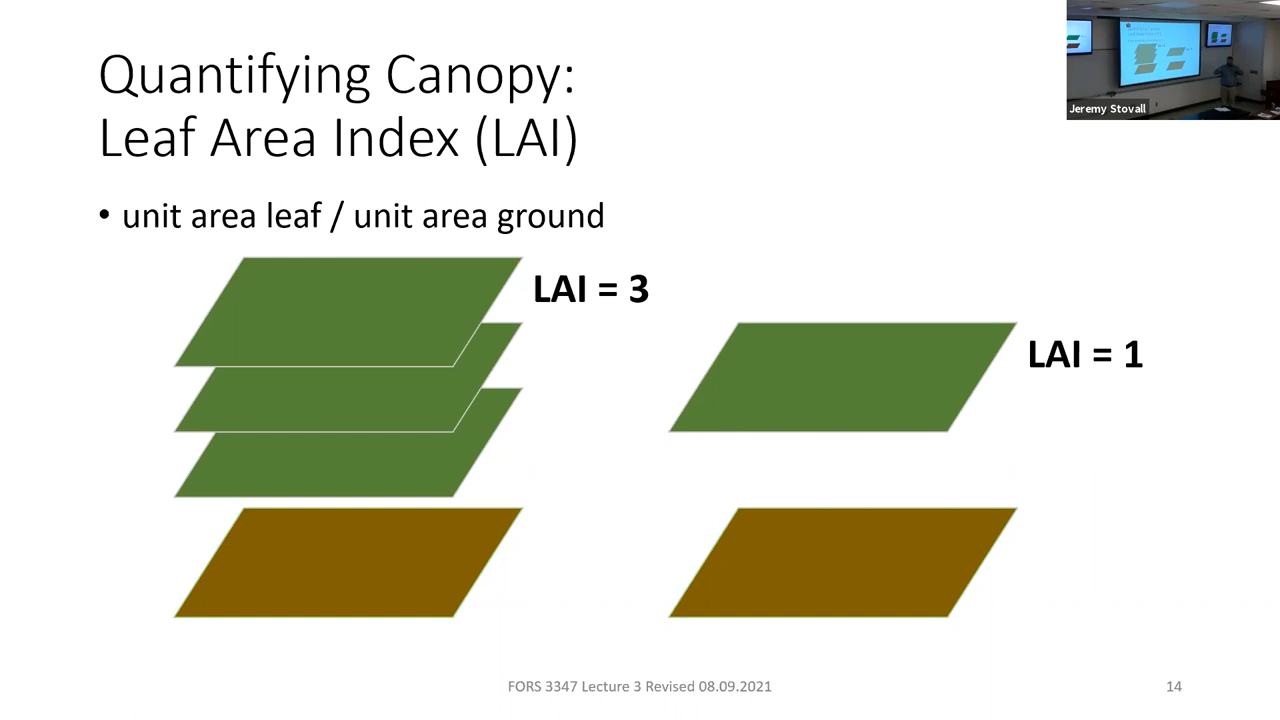 Quantifying Canopy:
Leaf Area Index (LAI)
• unit area leaf / unit area ground
LAI = 3
LAI = 1
FORS 3347 Lecture 3 Revised 08.09.2021
14
Jeremy Stovall